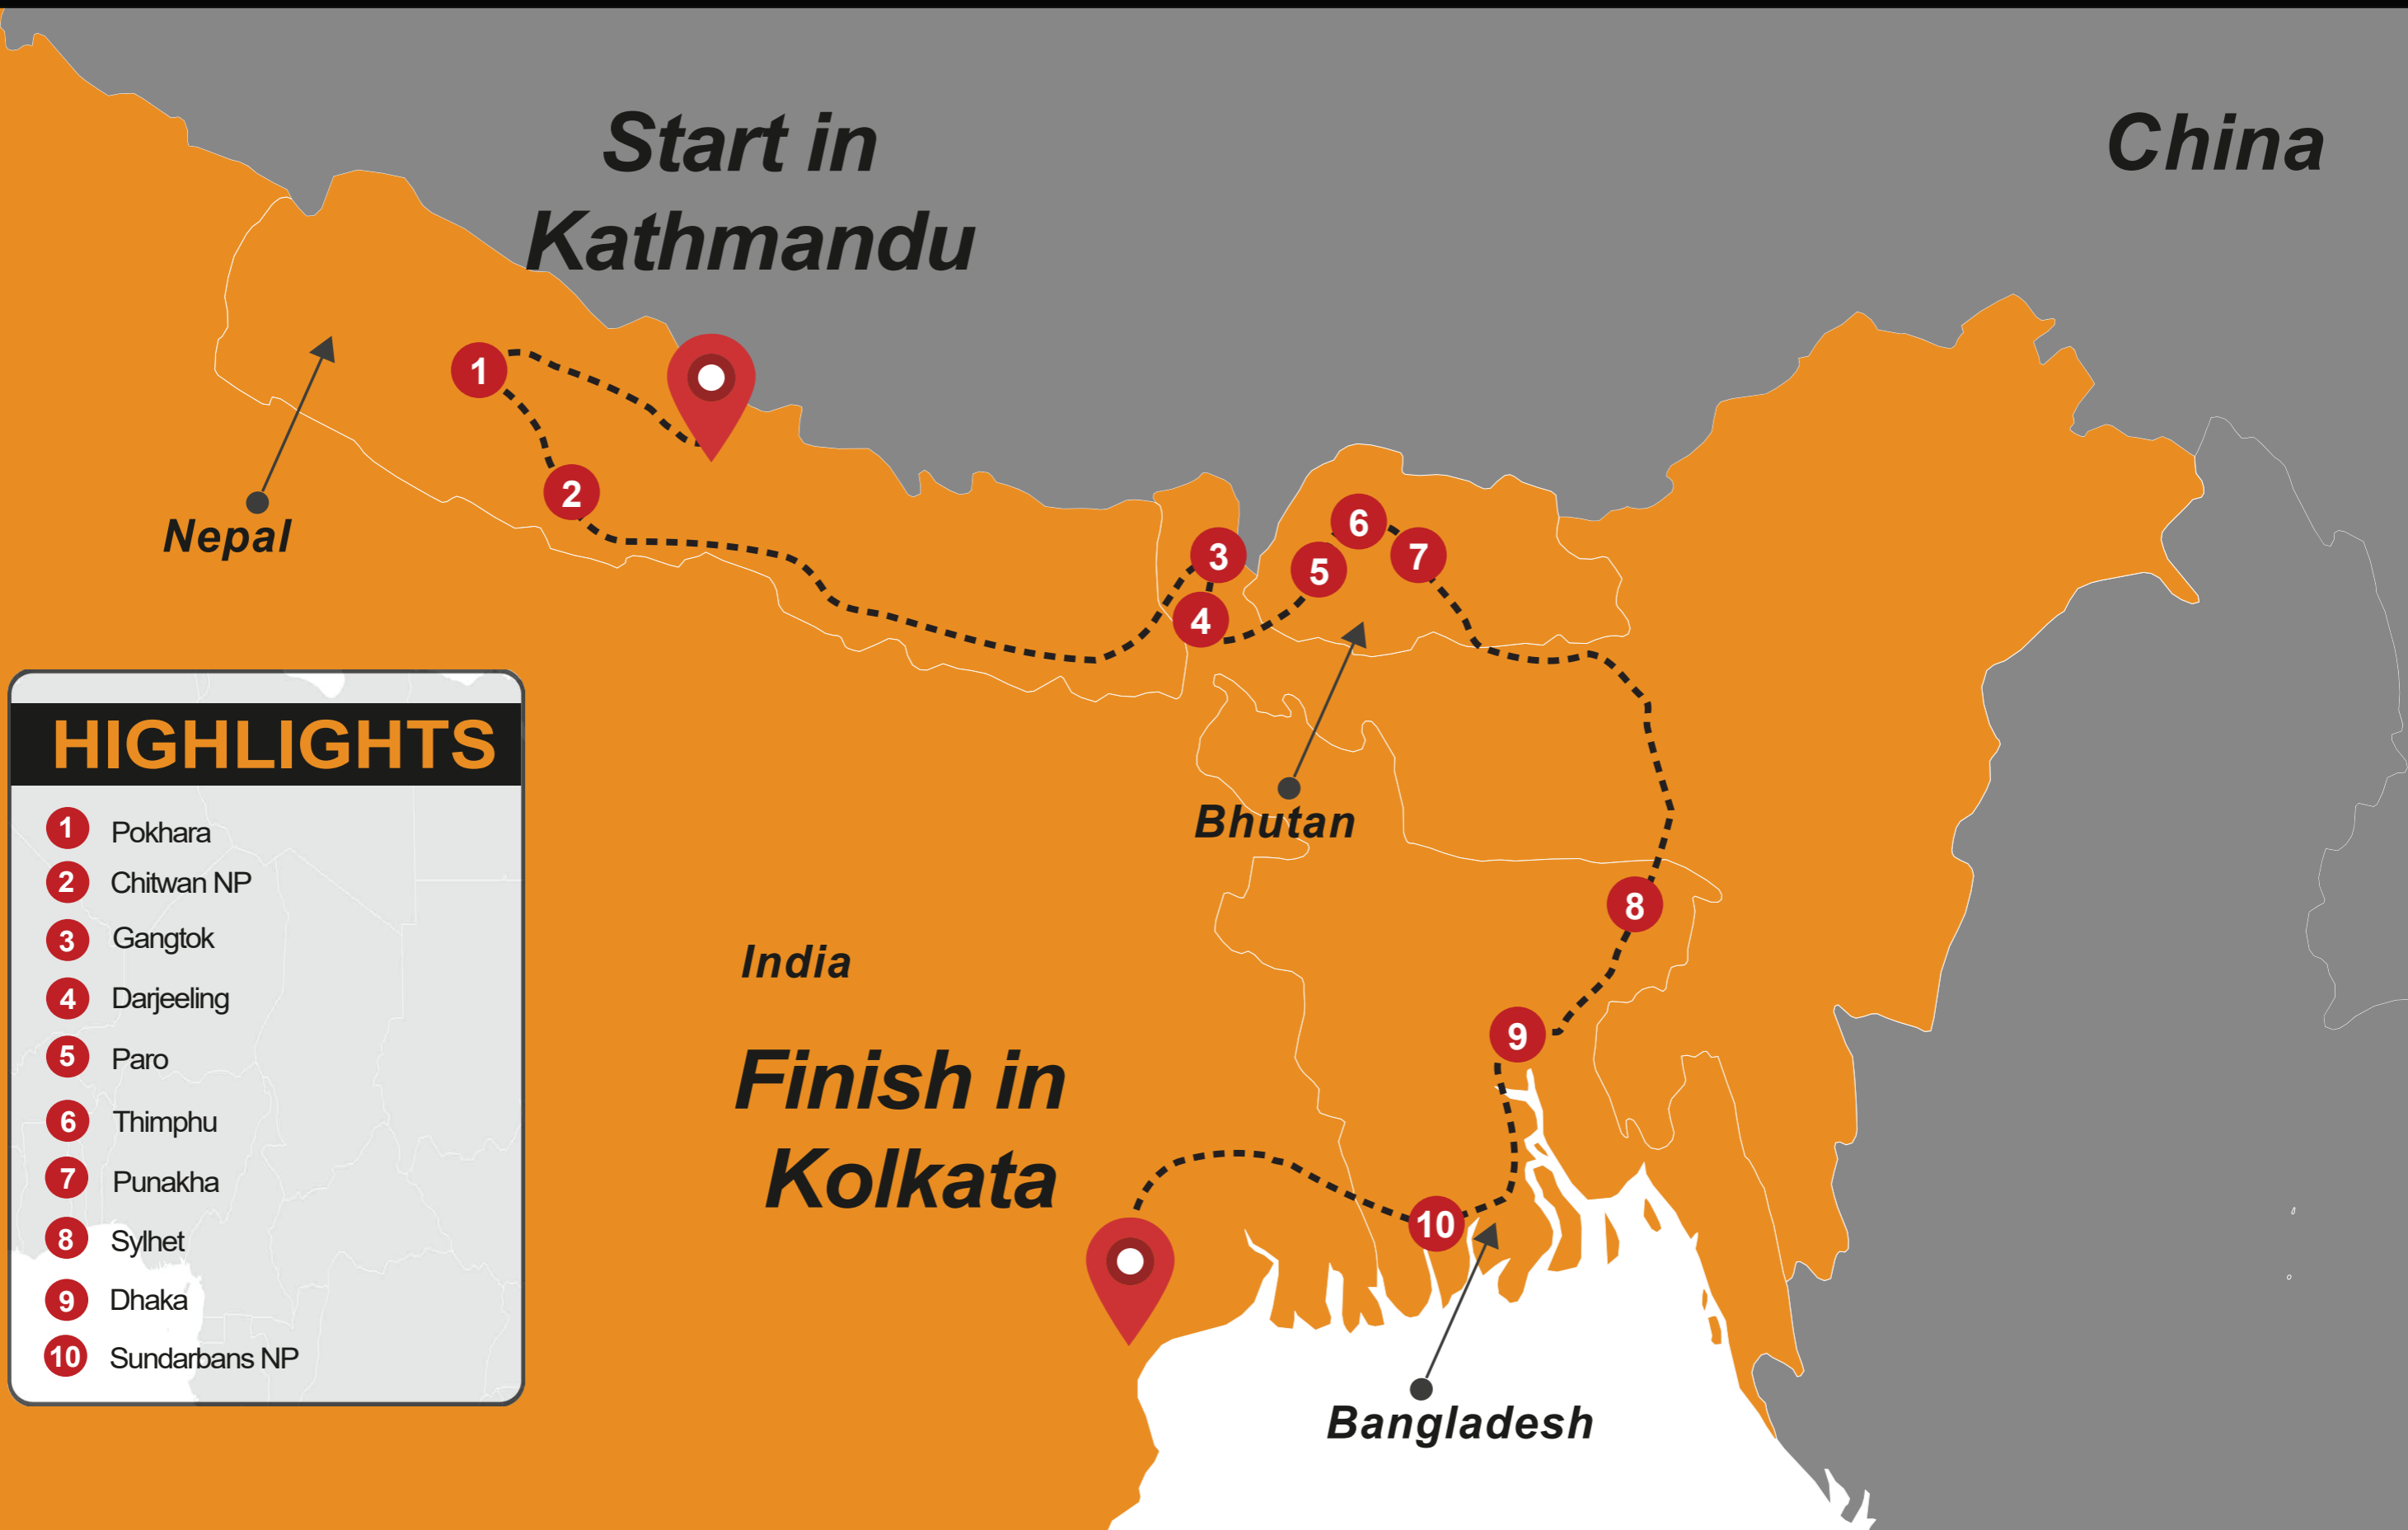 Start in
Kathmandu
China
1
2
3
4
5
6
7
Nepal
HIGHLIGHTS
1 Pokhara
2 Chitwan NP
3 Gangtok
4 Darjeeling
5 Paro
6 Thimphu
7 Punakha
8 Sylhet
9 Dhaka
10 Sundarbans NP
Bhutan
8
India
9
Finish in
Kolkata
10
Bangladesh